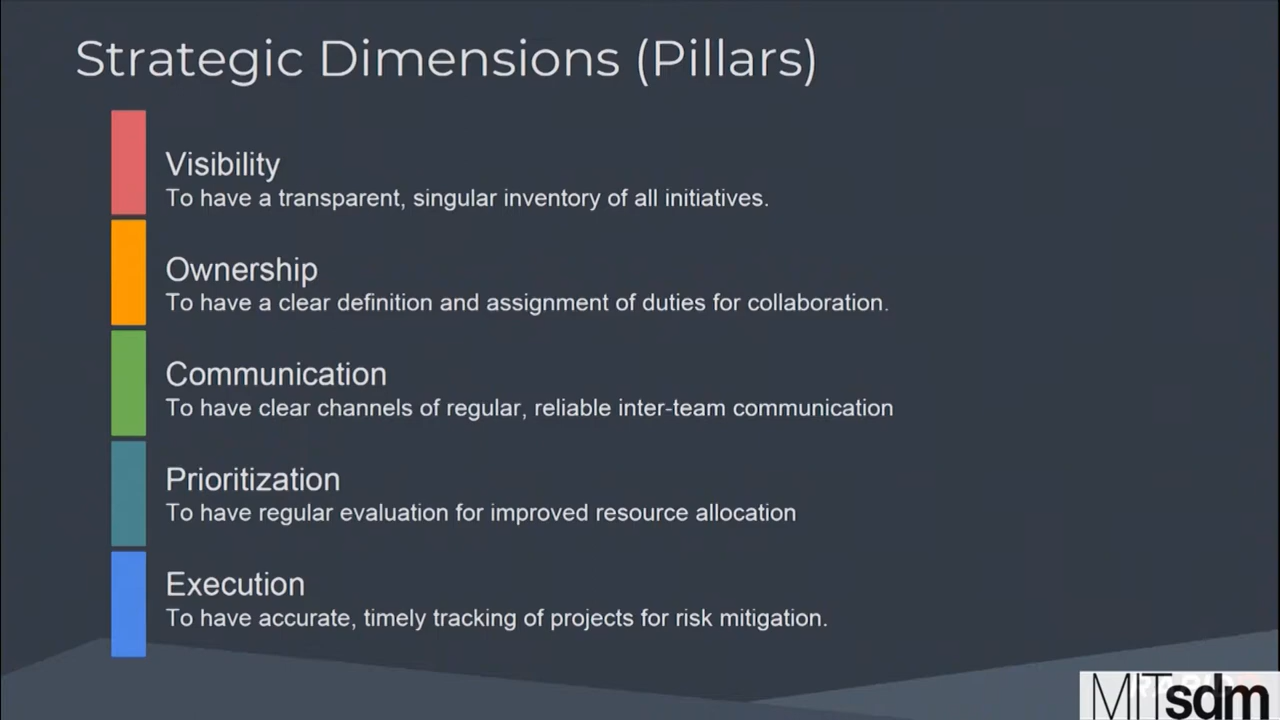 Strategic Dimensions (Pillars)
Visibility
To have a transparent, singular inventory of all initiatives.
Ownership
To have a clear definition and assignment of duties for collaboration.
Communication
To have clear channels of regular, reliable inter-team communication
Prioritization
To have regular evaluation for improved resource allocation
Execution
To have accurate, timely tracking of projects for risk mitigation.
MITsdm